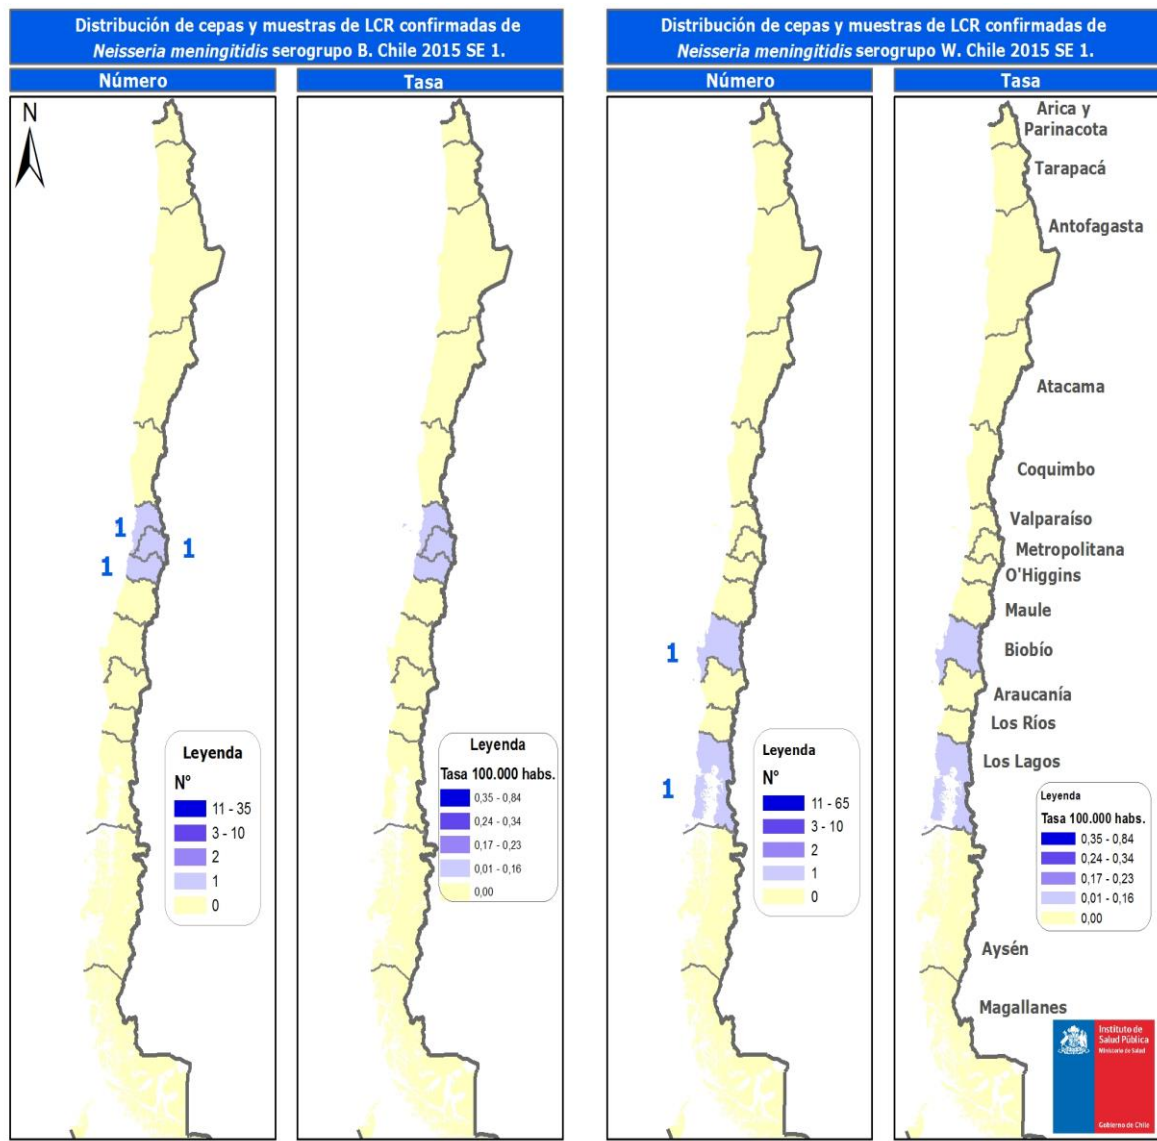 Distribución de cepas y muestras de LCR confirmadas de
Neisseria meningitidis serogrupo B. Chile 2015 SE 1.
Número
Tasa
N
1
1
1
Leyenda
N°
11 - 35
3 - 10
2
1
0
Leyenda
Tasa 100.000 habs.
0,35 - 0,84
0,24 - 0,34
0,17 - 0,23
0,01 - 0,16
0,00
Distribución de cepas y muestras de LCR confirmadas de
Neisseria meningitidis serogrupo W. Chile 2015 SE 1.
Número
Tasa
1
1
Leyenda
N°
11 - 65
3 - 10
2
1
0
Arica y
Parinacota
Tarapacá
Antofagasta
Atacama
Coquimbo
Valparaíso
Metropolitana
O'Higgins
Maule
Biobío
Araucanía
Los Ríos
Los Lagos
Leyenda
Tasa 100.000 habs.
0,35 - 0,84
0,24 - 0,34
0,17 - 0,23
0,01 - 0,16
0,00
Aysén
Magallanes
Instituto de
Salud Pública
Ministerio de Salud
Gobierno de Chile